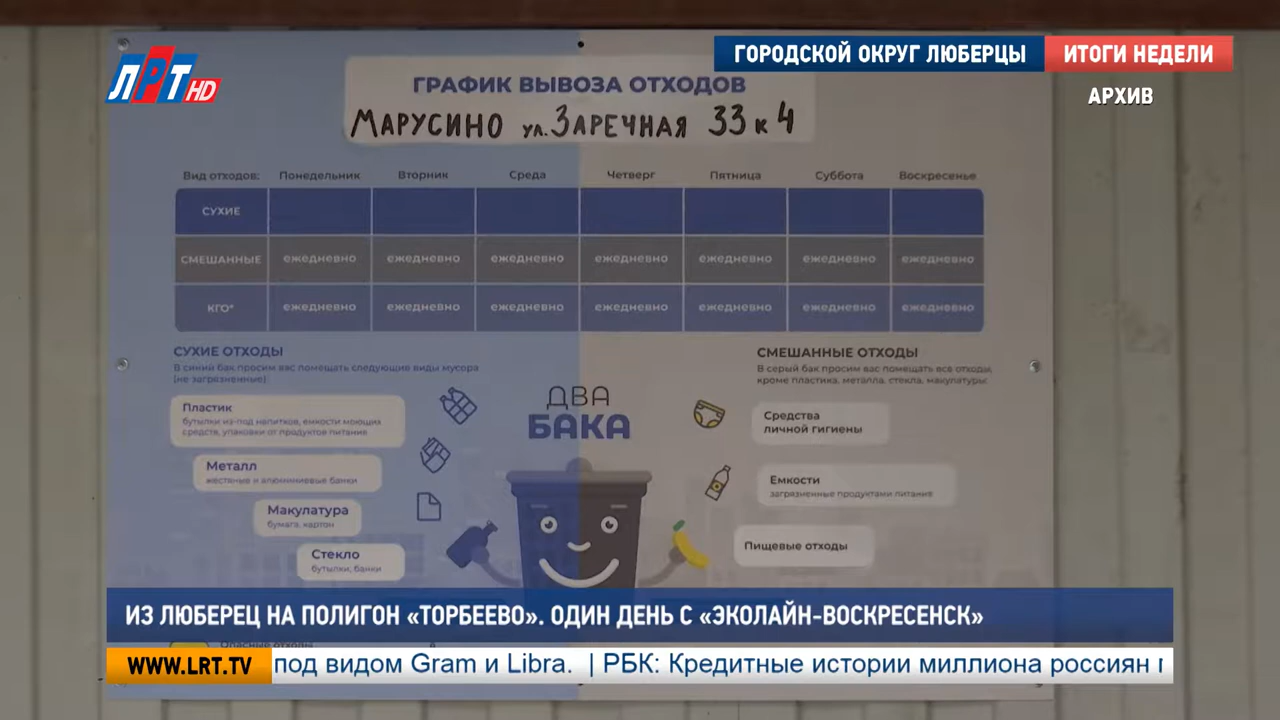 ЛРТ HD
ГОРОДСКОЙ ОКРУГ ЛЮБЕРЦЫ ИТОГИ НЕДЕЛИ
АРХИВ
ГРАФИК ВЫВОЗА ОТХОДОВ
МАРУСИНО ул. ЗАРЕЧНАЯ 33 к 4
Вид отходов: Понедельник Вторник Среда Четверг Пятница Суббота Воскресенье
СУХИЕ
СМЕШАННЫЕ ежедневно ежедневно ежедневно ежедневно ежедневно ежедневно ежедневно
КГО* ежедневно ежедневно ежедневно ежедневно ежедневно ежедневно ежедневно
СУХИЕ ОТХОДЫ
В синий бак просим вас помещать следующие виды мусора
(не загрязненные):
Пластик
бутылки из-под напитков, емкости моющих
средств, упаковки от продуктов питания
Металл
жестяные и алюминиевые банки
Макулатура
бумага, картон
Стекло
бутылки, банки
ДВА
БАКА
СМЕШАННЫЕ ОТХОДЫ
В серый бак просим вас помещать все отходы,
кроме пластика, металла, стекла, макулатуры:
Средства
личной гигиены
Емкости
загрязненные продуктами питания
Пищевые отходы
ИЗ ЛЮБЕРЕЦ НА ПОЛИГОН «ТОРБЕЕВО». ОДИН ДЕНЬ С «ЭКОЛАЙН-ВОСКРЕСЕНСК»
Опасные отходы
WWW.LRT.TV под видом Gram и Libra. | РБК: Кредитные истории миллиона россиян